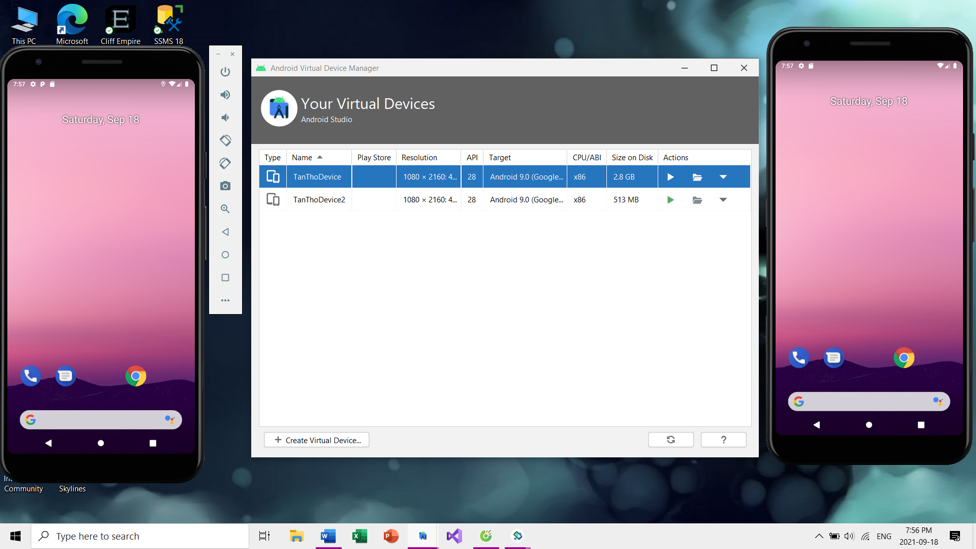 This PC
Microsoft
Cliff Empire
SSMS 18
7:57
Saturday, Sep 18
Community
Skylines
Android Virtual Device Manager
Your Virtual Devices
Android Studio
Type Name Play Store Resolution API Target CPU/ABI Size on Disk Actions
TanThoDevice 1080 × 2160: 4... 28 Android 9.0 (Google... x86 2.8 GB
TanThoDevice2 1080 × 2160: 4... 28 Android 9.0 (Google... x86 513 MB
+ Create Virtual Device...
?
7:57
Saturday, Sep 18
Type here to search
ENG
7:56 PM
2021-09-18